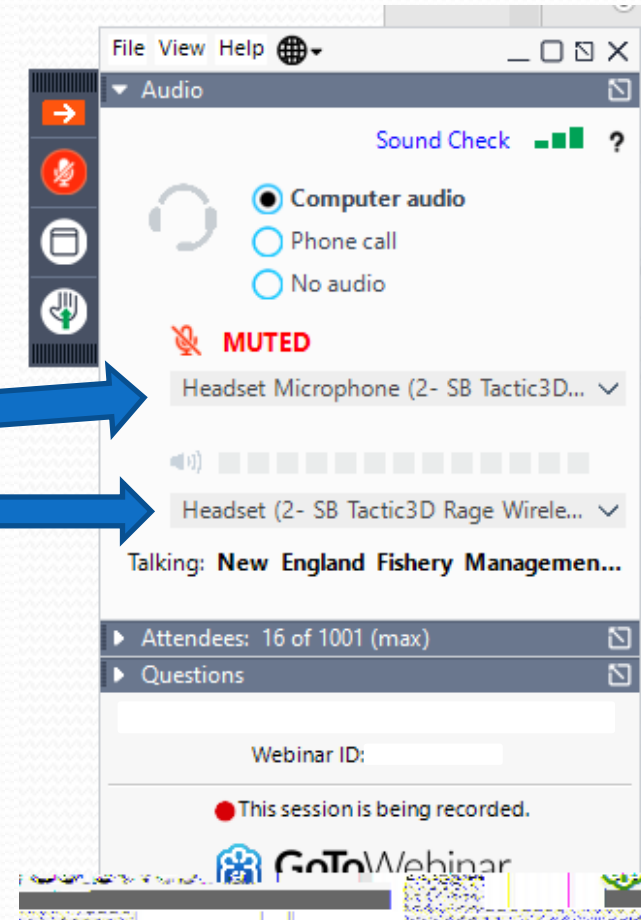 File View Help
Audio
Sound Check ?
Computer audio
Phone call
No audio
MUTED
Headset Microphone (2- SB Tactic3D...
Headset (2- SB Tactic3D Rage Wirele...
Talking: New England Fishery Managemen...
Attendees: 16 of 1001 (max)
Questions
Webinar ID:
This session is being recorded.
GoToWebinar